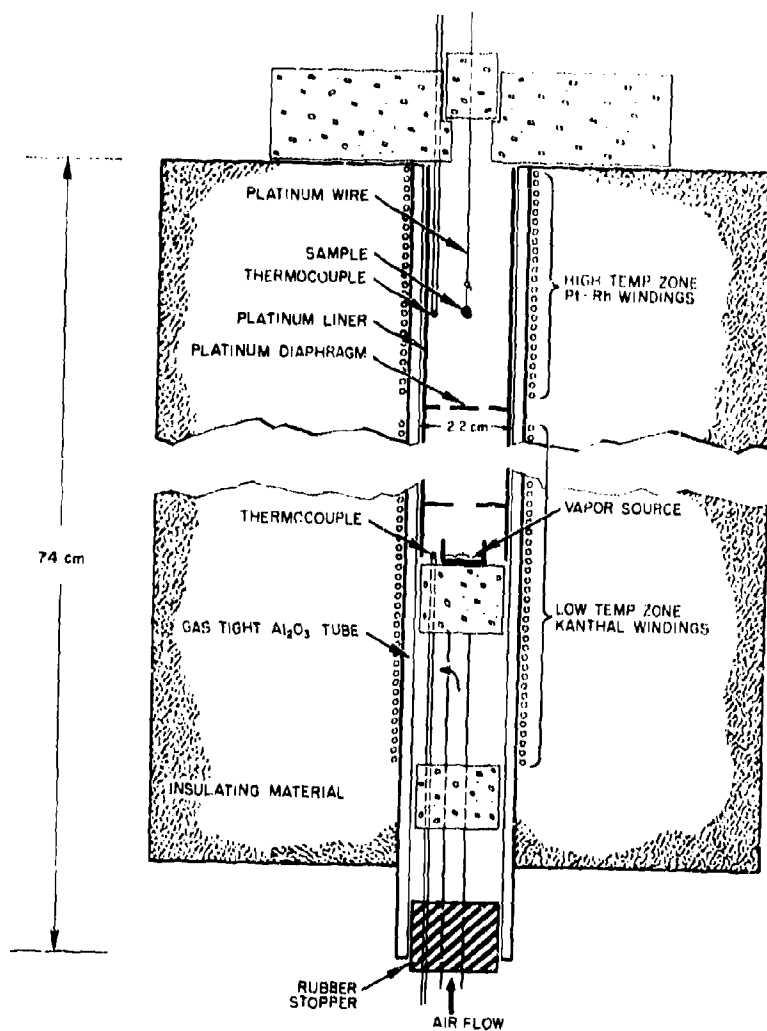 PLATINUM WIRE
SAMPLE
THERMOCOUPLE
PLATINUM LINER
PLATINUM DIAPHRAGM
HIGH TEMP ZONE
Pt-Rh WINDINGS
2.2 cm
THERMOCOUPLE
VAPOR SOURCE
74 cm
GAS TIGHT Al₂O₃ TUBE
LOW TEMP ZONE
KANTHAL WINDINGS
INSULATING MATERIAL
RUBBER
STOPPER
AIR FLOW